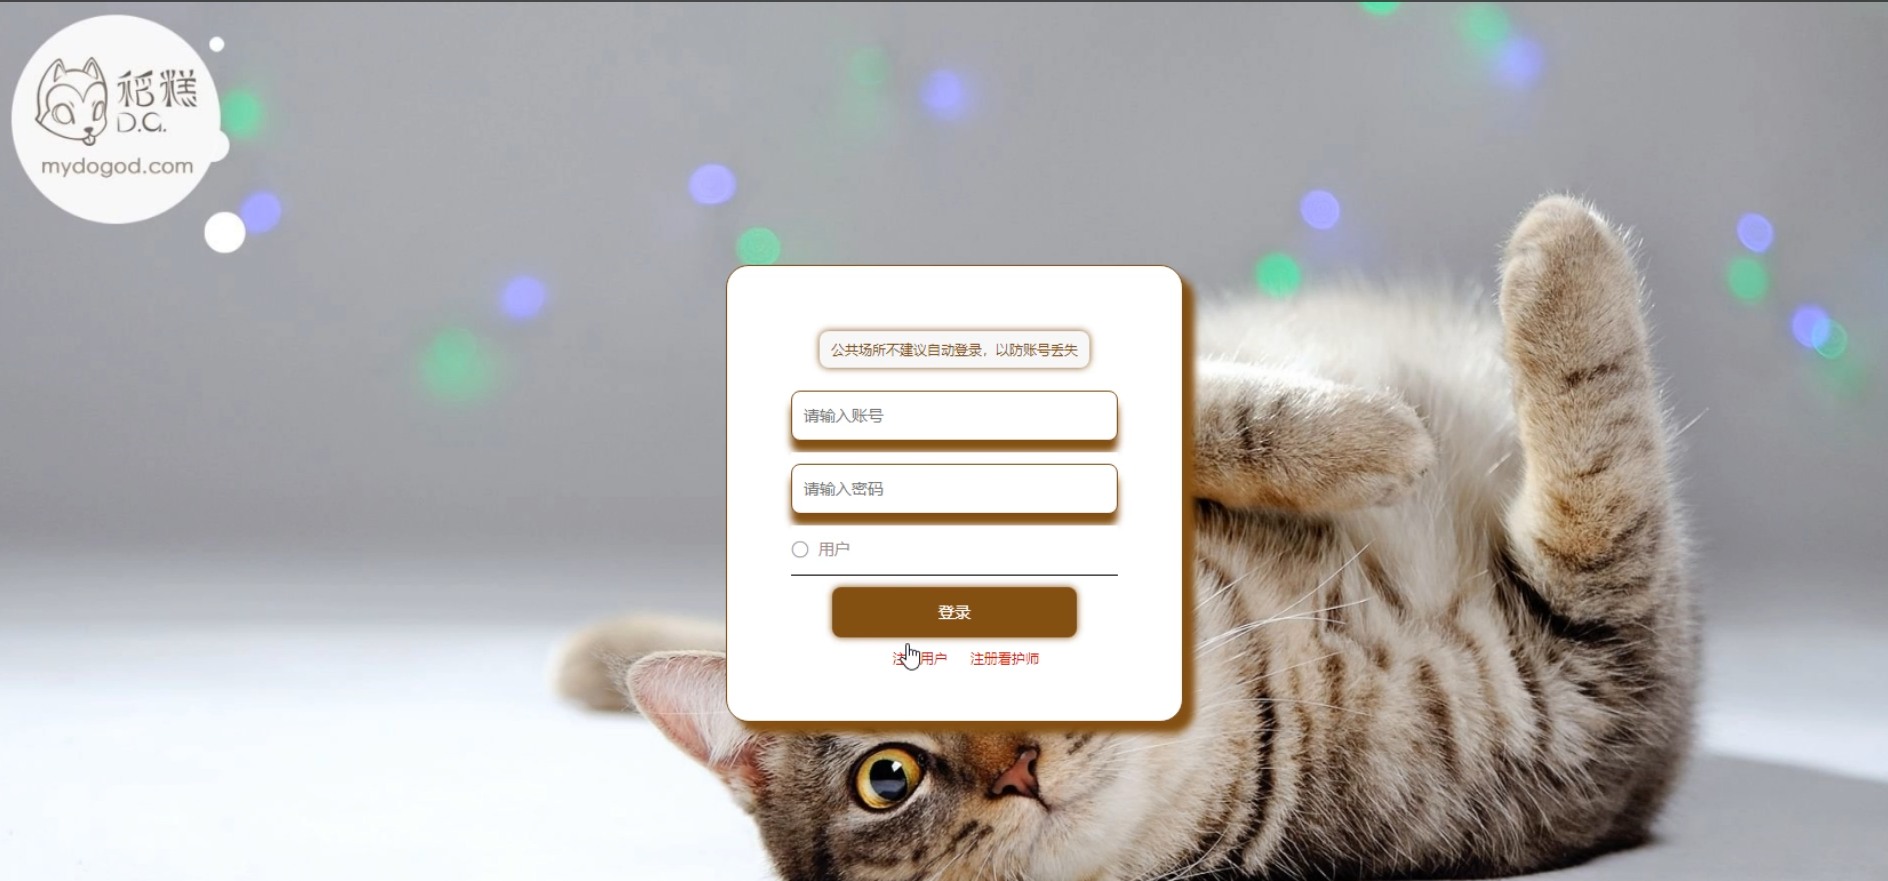 稻糕
D.G.
mydogod.com
公共场所不建议自动登录，以防账号丢失
请输入账号
请输入密码
用户
登录
注 用户 注册看护师